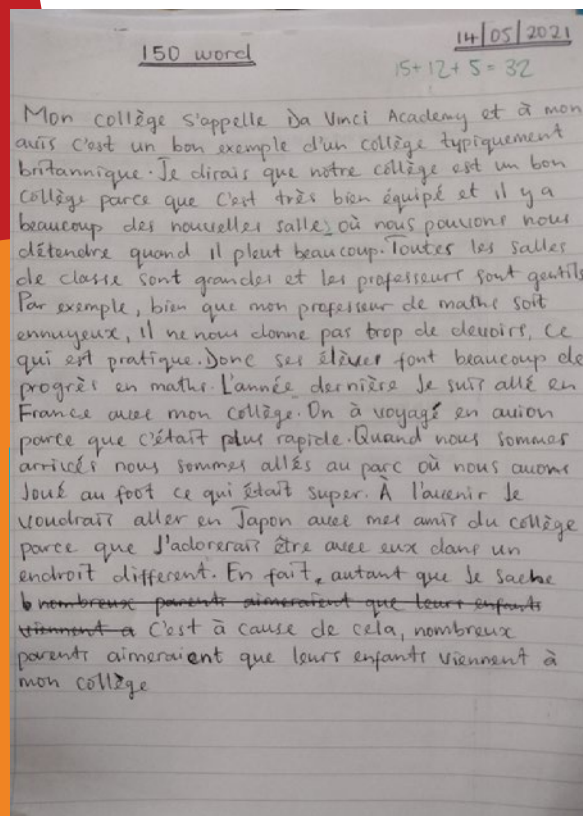 14/05/2021
150 word
15+12+5=32
Mon collège s'appelle Da Vinci Academy et à mon
avis c'est un bon exemple d'un collège typiquement
britannique. Je dirais que notre collège est un bon
collège parce que c'est très bien équipé et il y a
beaucoup des nouvelles salles où nous pouvons nous
détendre quand il pleut beaucoup. Toutes les salles
de classe sont grandes et les professeurs sont gentils.
Par exemple, bien que mon professeur de maths soit
ennuyeux, il ne nous donne pas trop de devoirs, ce
qui est pratique. Donc ses élèves font beaucoup de
progrès en maths. L'année dernière Je suis allé en
France avec mon collège. On à voyagé en avion
parce que c'était plus rapide. Quand nous sommes
arrivés nous sommes allés au parc où nous avons
Joué au foot ce qui était super. À l'avenir Je
voudrais aller en Japon avec mes amis du collège
parce que J'adorerais être avec eux dans un
endroit different. En fait, autant que Je sache
nombreux parents aimeraient que leurs enfants
viennent a C'est à cause de cela, nombreux
parents aimeraient que leurs enfants viennent à
mon collège